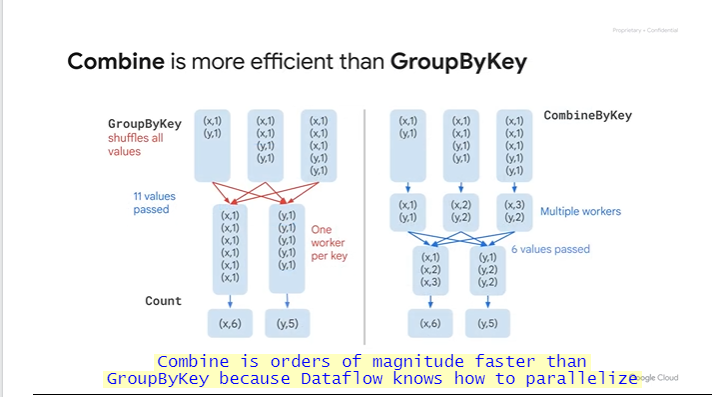 Proprietary + Confidential
Combine is more efficient than GroupByKey
GroupByKey
shuffles all
values
(x,1)
(y,1)
(x,1)
(x,1)
(y,1)
(y,1)
(x,1)
(x,1)
(x,1)
(y,1)
(y,1)
11 values
passed
(x,1)
(x,1)
(x,1)
(x,1)
(x,1)
(x,1)
(y,1)
(y,1)
(y,1)
(y,1)
(y,1)
One
worker
per key
Count
(x,6)
(y,5)
CombineByKey
(x,1)
(y,1)
(x,1)
(x,1)
(y,1)
(y,1)
(x,1)
(x,1)
(x,1)
(y,1)
(y,1)
(x,1)
(y,1)
(x,2)
(y,2)
(x,3)
(y,2)
Multiple workers
6 values passed
(x,1)
(x,2)
(x,3)
(y,1)
(y,2)
(y,2)
(x,6)
(y,5)
Combine is orders of magnitude faster than
GroupByKey because Dataflow knows how to parallelize
Google Cloud